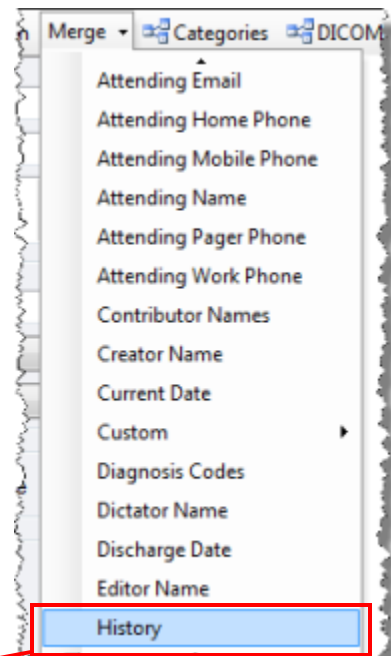 Merge Categories DICOM
Attending Email
Attending Home Phone
Attending Mobile Phone
Attending Name
Attending Pager Phone
Attending Work Phone
Contributor Names
Creator Name
Current Date
Custom
Diagnosis Codes
Dictator Name
Discharge Date
Editor Name
History